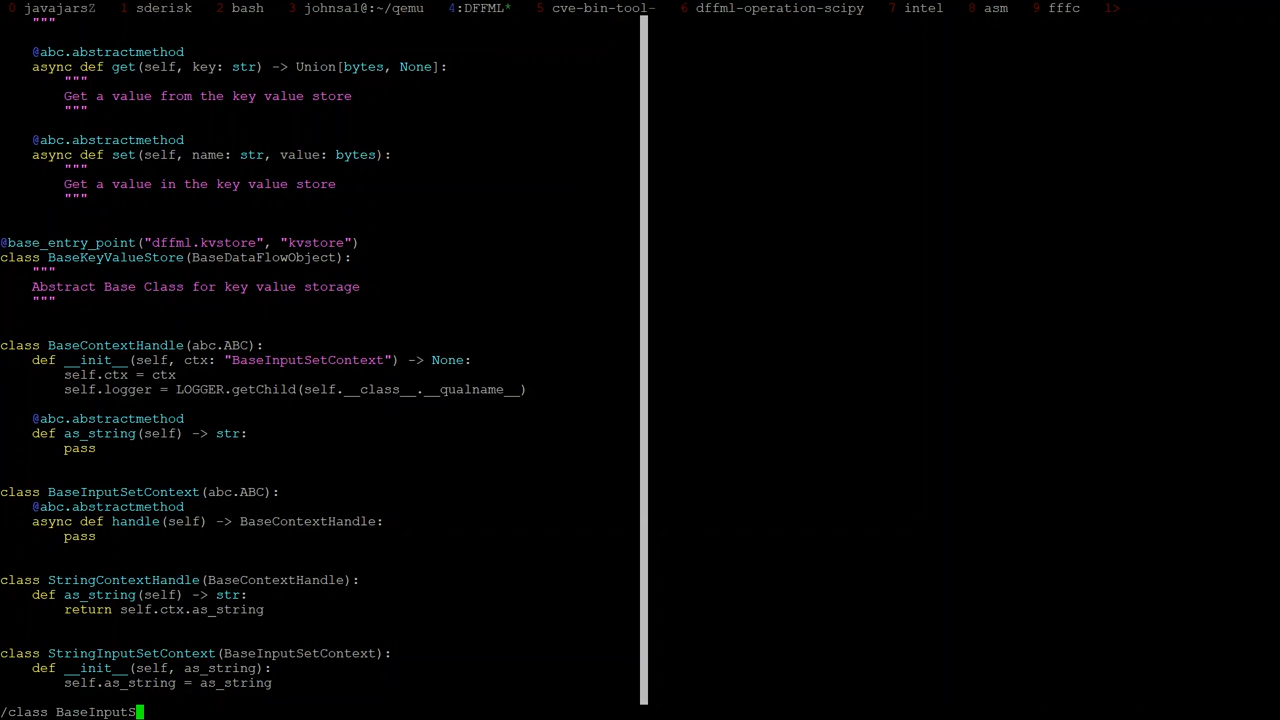 0 javajarsZ 1 sderisk 2 bash 3 johnsa1@:~/qemu 4:DFFML* 5 cve-bin-tool- 6 dffml-operation-scipy 7 intel 8 asm 9 fffc 1>
"""
@abc.abstractmethod
async def get(self, key: str) -> Union[bytes, None]:
"""
Get a value from the key value store
"""
@abc.abstractmethod
async def set(self, name: str, value: bytes):
"""
Get a value in the key value store
"""
@base_entry_point("dffml.kvstore", "kvstore")
class BaseKeyValueStore(BaseDataFlowObject):
"""
Abstract Base Class for key value storage
"""
class BaseContextHandle(abc.ABC):
def __init__(self, ctx: "BaseInputSetContext") -> None:
self.ctx = ctx
self.logger = LOGGER.getChild(self.__class__.__qualname__)
@abc.abstractmethod
def as_string(self) -> str:
pass
class BaseInputSetContext(abc.ABC):
@abc.abstractmethod
async def handle(self) -> BaseContextHandle:
pass
class StringContextHandle(BaseContextHandle):
def as_string(self) -> str:
return self.ctx.as_string
class StringInputSetContext(BaseInputSetContext):
def __init__(self, as_string):
self.as_string = as_string
/class BaseInputS